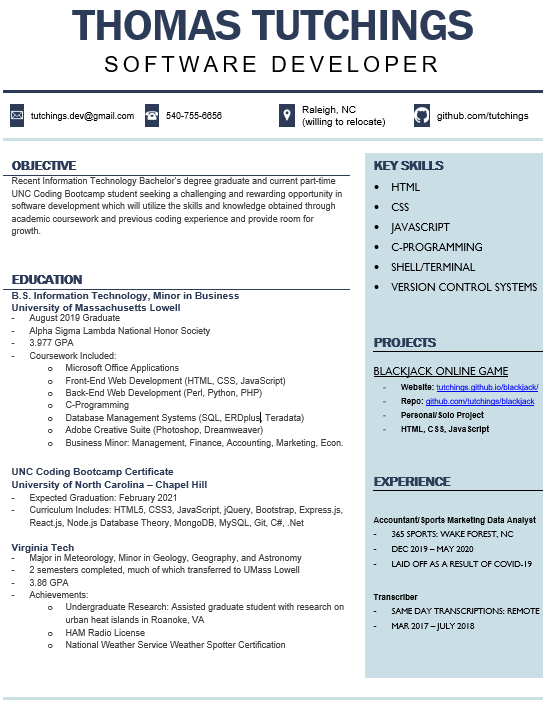 THOMAS TUTCHINGS
SOFTWARE DEVELOPER
tutchings.dev@gmail.com
540-755-6656
Raleigh, NC
(willing to relocate)
github.com/tutchings
OBJECTIVE
Recent Information Technology Bachelor's degree graduate and current part-time
UNC Coding Bootcamp student seeking a challenging and rewarding opportunity in
software development which will utilize the skills and knowledge obtained through
academic coursework and previous coding experience and provide room for
growth.
EDUCATION
B.S. Information Technology, Minor in Business
University of Massachusetts Lowell
- August 2019 Graduate
- Alpha Sigma Lambda National Honor Society
- 3.977 GPA
- Coursework Included:
o Microsoft Office Applications
o Front-End Web Development (HTML, CSS, JavaScript)
o Back-End Web Development (Perl, Python, PHP)
o C-Programming
o Database Management Systems (SQL, ERDplus, Teradata)
o Adobe Creative Suite (Photoshop, Dreamweaver)
o Business Minor: Management, Finance, Accounting, Marketing, Econ.
UNC Coding Bootcamp Certificate
University of North Carolina – Chapel Hill
- Expected Graduation: February 2021
- Curriculum Includes: HTML5, CSS3, JavaScript, jQuery, Bootstrap, Express.js,
React.js, Node.js Database Theory, MongoDB, MySQL, Git, C#, .Net
Virginia Tech
- Major in Meteorology, Minor in Geology, Geography, and Astronomy
- 2 semesters completed, much of which transferred to UMass Lowell
- 3.86 GPA
- Achievements:
o Undergraduate Research: Assisted graduate student with research on
urban heat islands in Roanoke, VA
o HAM Radio License
o National Weather Service Weather Spotter Certification
KEY SKILLS
• HTML
• CSS
• JAVASCRIPT
• C-PROGRAMMING
• SHELL/TERMINAL
• VERSION CONTROL SYSTEMS
PROJECTS
BLACKJACK ONLINE GAME
- Website: tutchings.github.io/blackjack/
- Repo: github.com/tutchings/blackjack
- Personal/Solo Project
- HTML, CSS, JavaScript
EXPERIENCE
Accountant/Sports Marketing Data Analyst
- 365 SPORTS: WAKE FOREST, NC
- DEC 2019 – MAY 2020
- LAID OFF AS A RESULT OF COVID-19
Transcriber
- SAME DAY TRANSCRIPTIONS: REMOTE
- MAR 2017 – JULY 2018